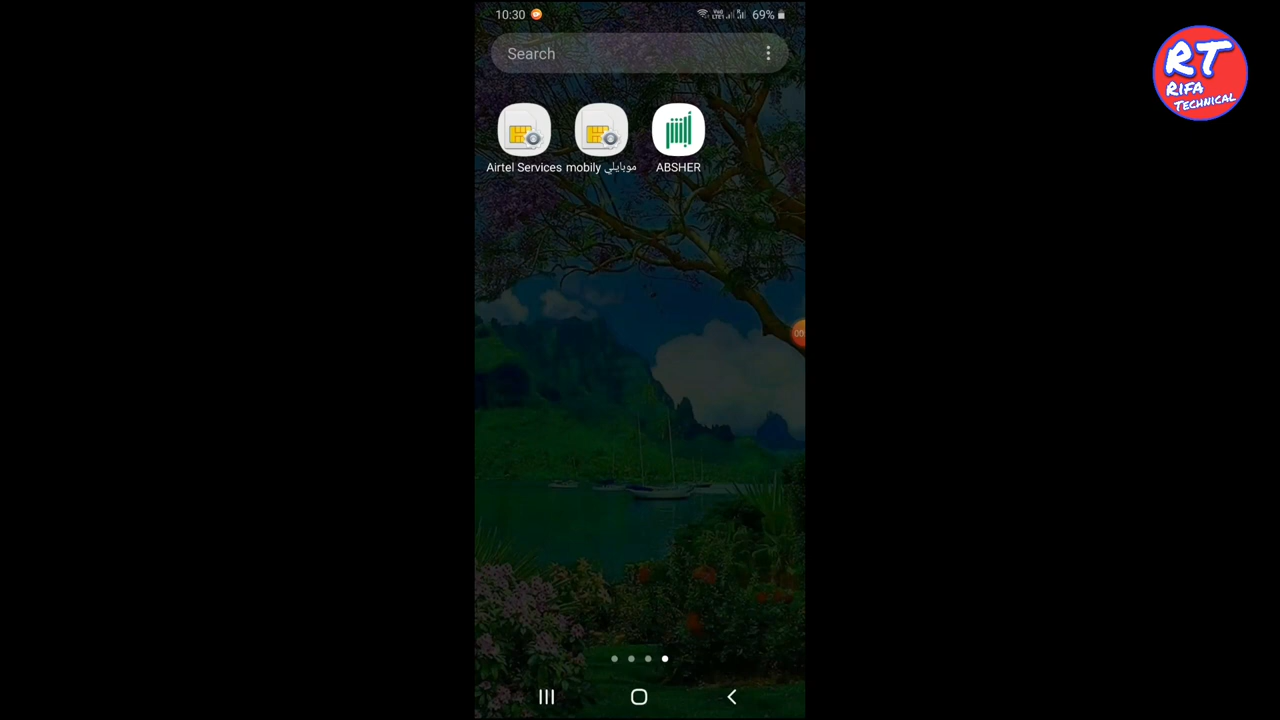 10:30
69%
Search
Airtel Services
mobily موبايلي
ABSHER
RT
RIFA
TECHNICAL